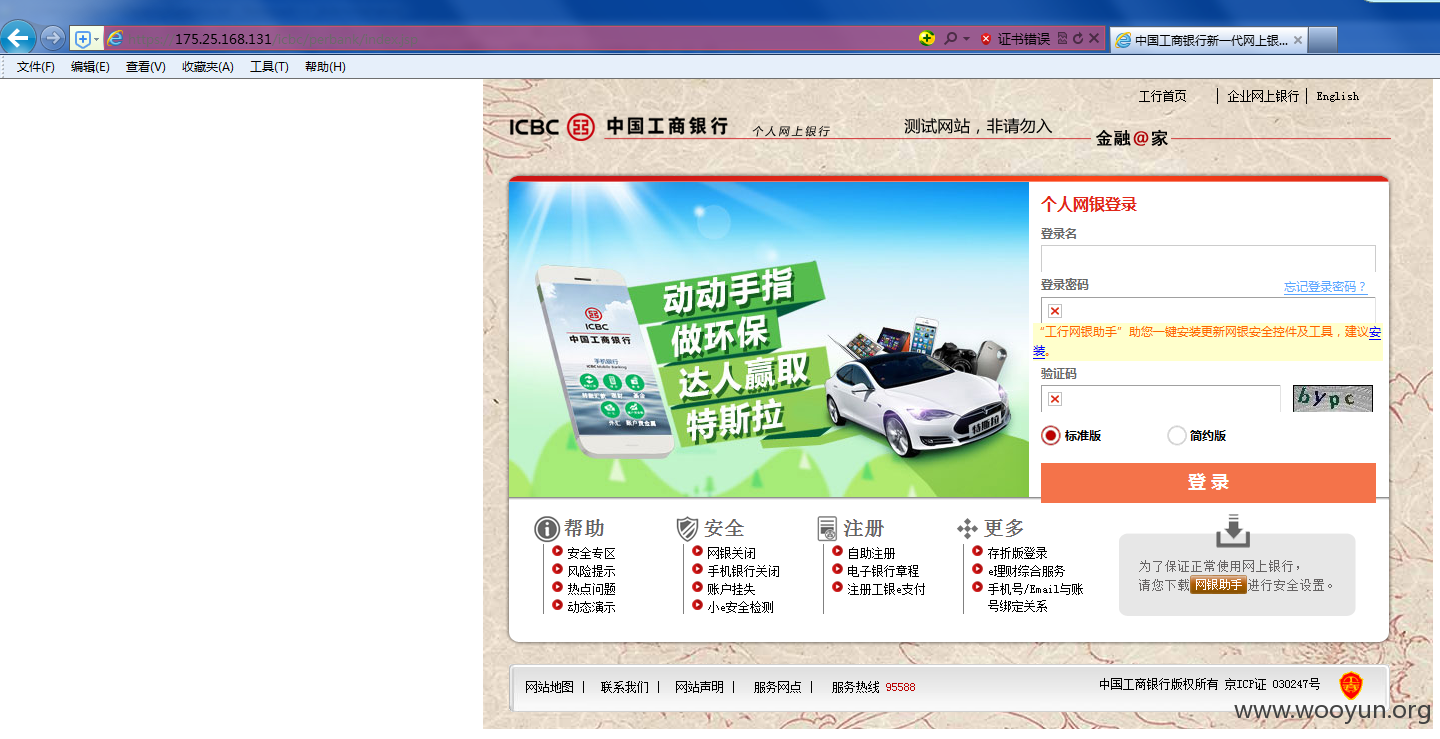 175.25.168.131
证书错误
中国工商银行新一代网上银...
文件(F) 编辑(E) 查看(V) 收藏夹(A) 工具(T) 帮助(H)
工行首页 | 企业网上银行 | English
ICBC 中国工商银行 个人网上银行
测试网站，非请勿入
金融@家
动动手指
做环保
达人赢取
特斯拉
ICBC
中国工商银行
手机银行
ICBC Mobile Banking
外汇 账户贵金属
特斯拉
个人网银登录
登录名
登录密码 忘记登录密码？
“工行网银助手”助您一键安装更新网银安全控件及工具，建议安
装。
验证码
bypc
标准版 简约版
登录
帮助
安全专区
风险提示
热点问题
动态演示
安全
网银关闭
手机银行关闭
账户挂失
小e安全检测
注册
自助注册
电子银行章程
注册工银e支付
更多
存折版登录
e理财综合服务
手机号/Email与账
号绑定关系
为了保证正常使用网上银行，
请您下载网银助手进行安全设置。
网站地图 | 联系我们 | 网站声明 | 服务网点 | 服务热线 95588
中国工商银行版权所有 京ICP证 030247号
www.wooyun.org